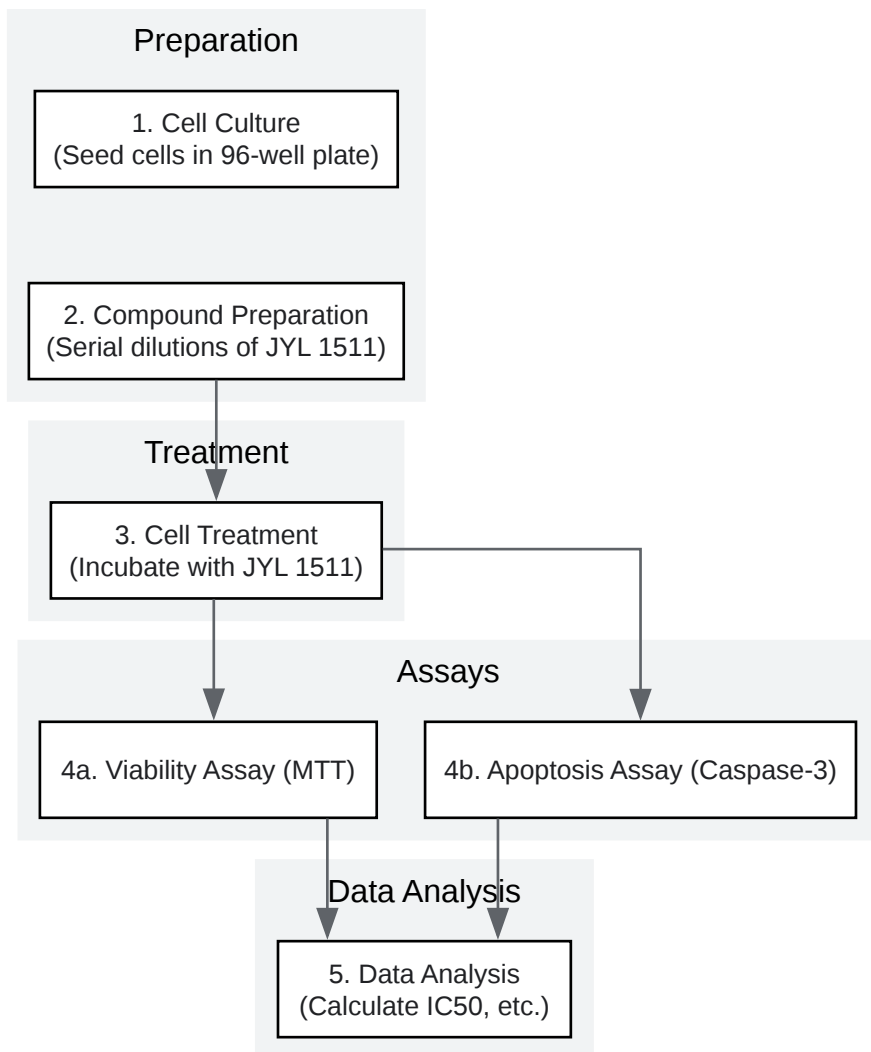 Preparation
1. Cell Culture
(Seed cells in 96-well plate)
2. Compound Preparation
(Serial dilutions of JYL 1511)
Treatment
3. Cell Treatment
(Incubate with JYL 1511)
Assays
4a. Viability Assay (MTT)
4b. Apoptosis Assay (Caspase-3)
Data Analysis
5. Data Analysis
(Calculate IC50, etc.)